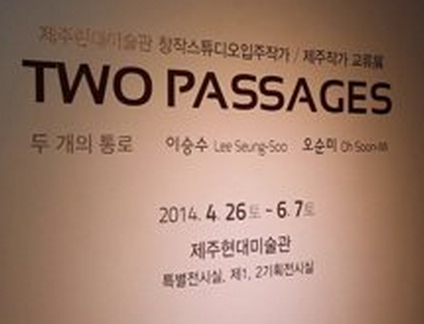 제주현대미술관 창작스튜디오입주작가 / 제주작가 교류展
TWO PASSAGES
두 개의 통로 이승수 Lee Seung-Soo 오순미 Oh Soon-Mi
2014. 4. 26토 - 6. 7토
제주현대미술관
특별전시실, 제1, 2기획전시실